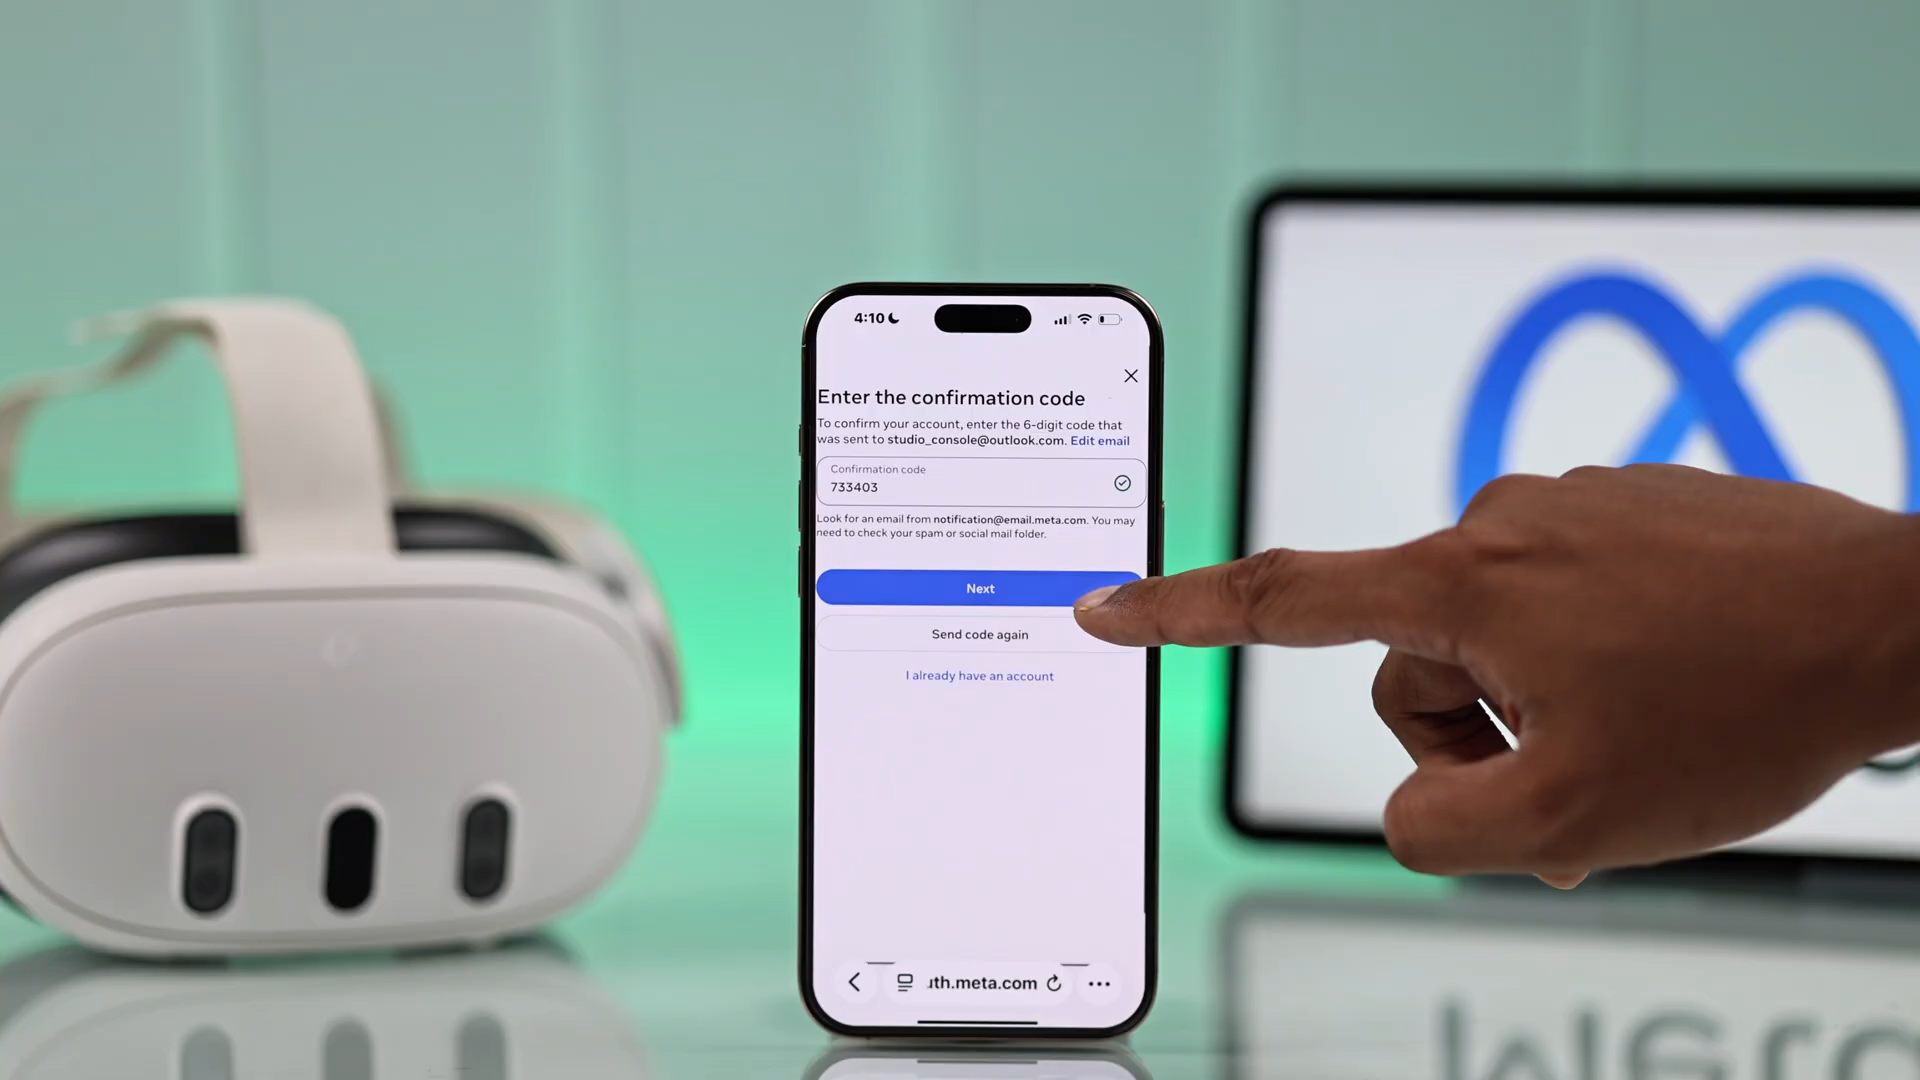 4:10
Enter the confirmation code
To confirm your account, enter the 6-digit code that
was sent to studio_console@outlook.com. Edit email
Confirmation code
733403
Look for an email from notification@email.meta.com. You may
need to check your spam or social mail folder.
Next
Send code again
I already have an account
uth.meta.com